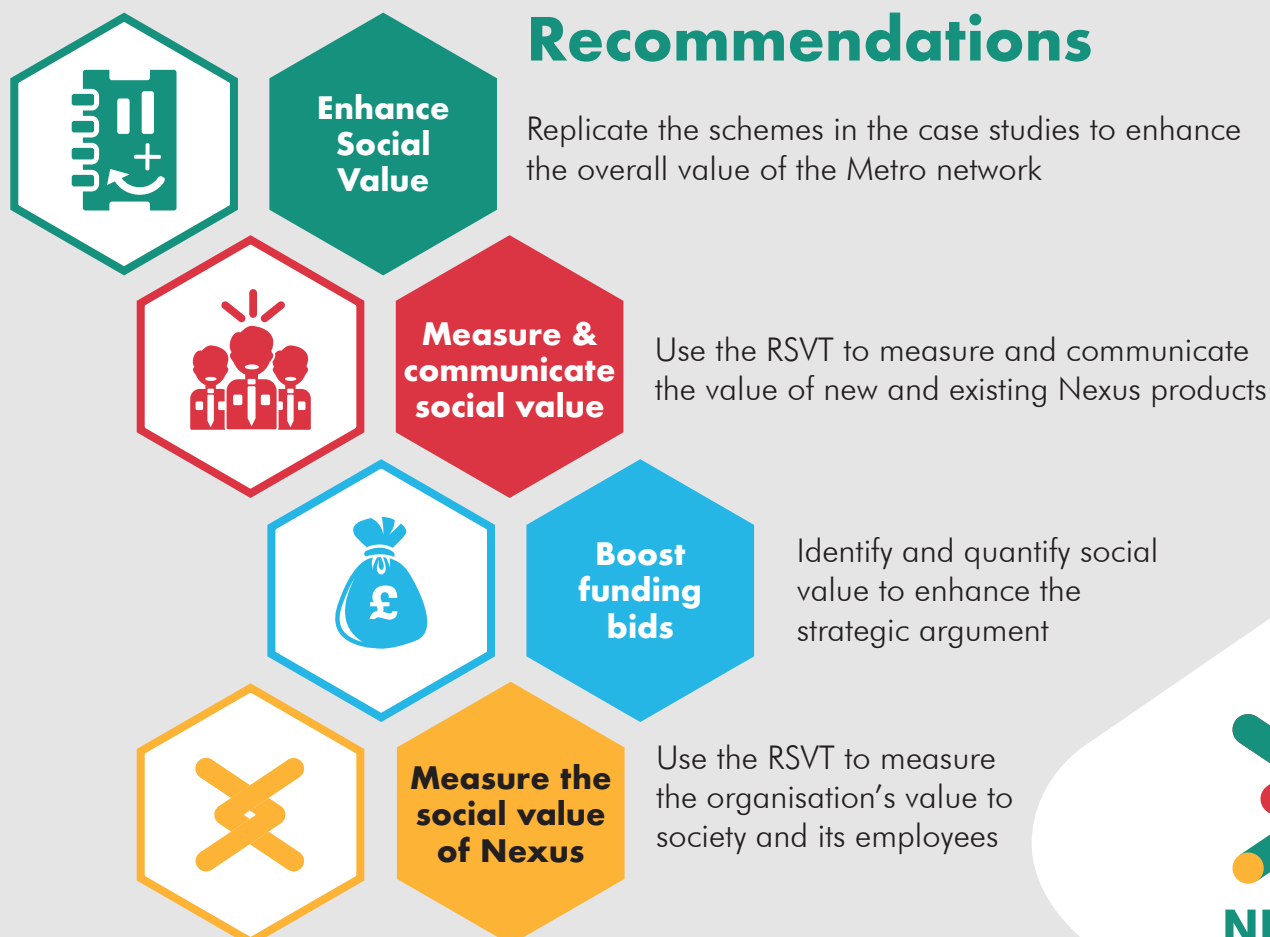 Recommendations
Enhance
Social
Value
Replicate the schemes in the case studies to enhance
the overall value of the Metro network
Measure &
communicate
social value
Use the RSVT to measure and communicate
the value of new and existing Nexus products
£
Boost
funding
bids
Identify and quantify social
value to enhance the
strategic argument
Measure the
social value
of Nexus
Use the RSVT to measure
the organisation’s value to
society and its employees